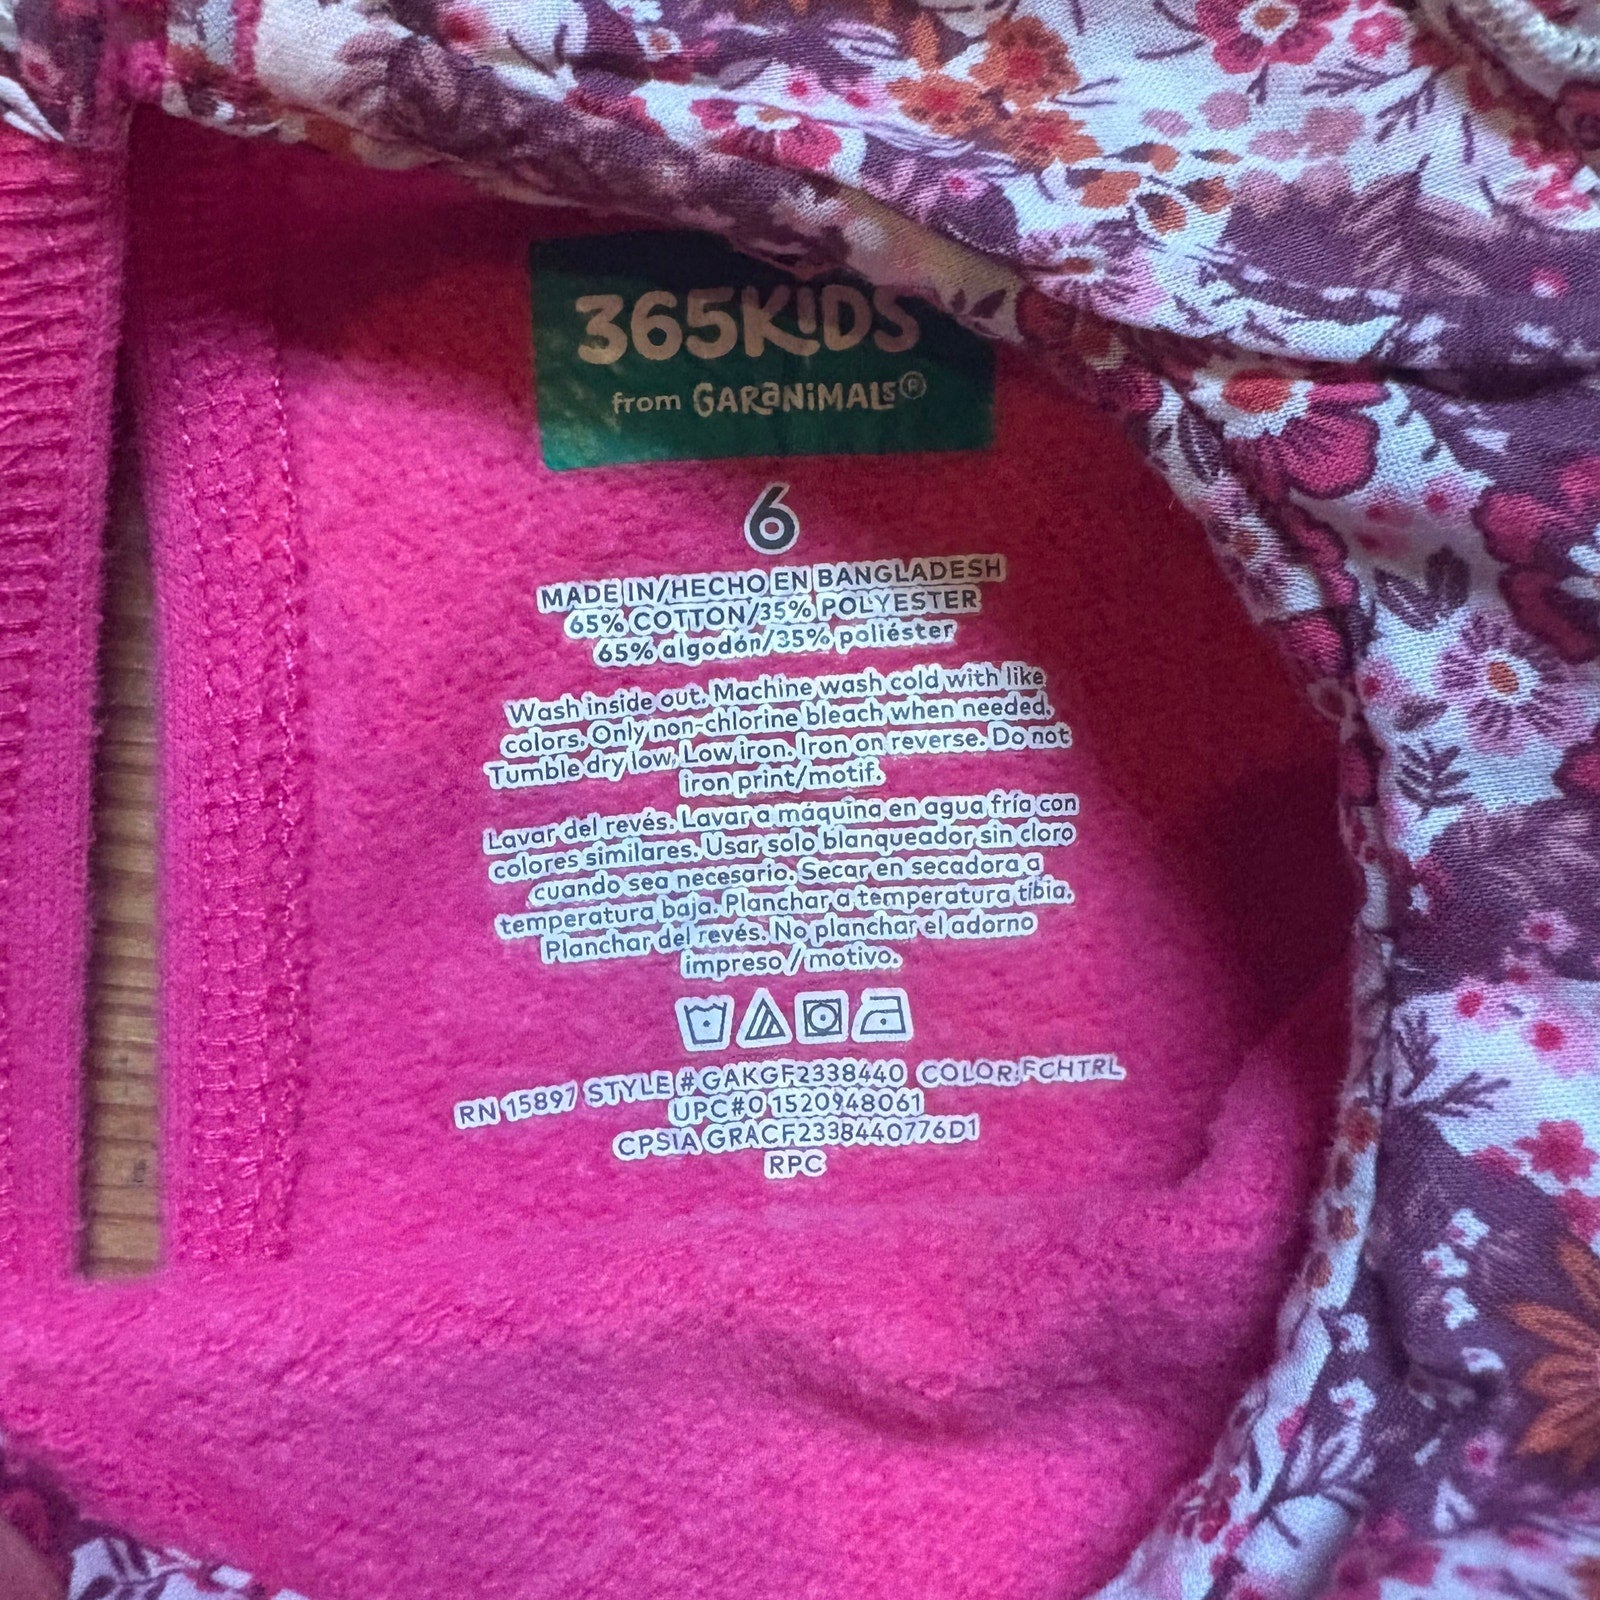 365KiDS
from GARaNiMALS®
6
MADE IN/HECHO EN BANGLADESH
65% COTTON/35% POLYESTER
65% algodón/35% poliéster
Wash inside out. Machine wash cold with like
colors. Only non-chlorine bleach when needed.
Tumble dry low. Low iron. Iron on reverse. Do not
iron print/motif.
Lavar del revés. Lavar a máquina en agua fría con
colores similares. Usar solo blanqueador sin cloro
cuando sea necesario. Secar en secadora a
temperatura baja. Planchar a temperatura tibia.
Planchar del revés. No planchar el adorno
impreso / motivo.
RN 15897 STYLE # GAKGF2338440 COLOR:FCHTRL
UPC#0 1520948061
CPSIA GRACF2338440776D1
RPC